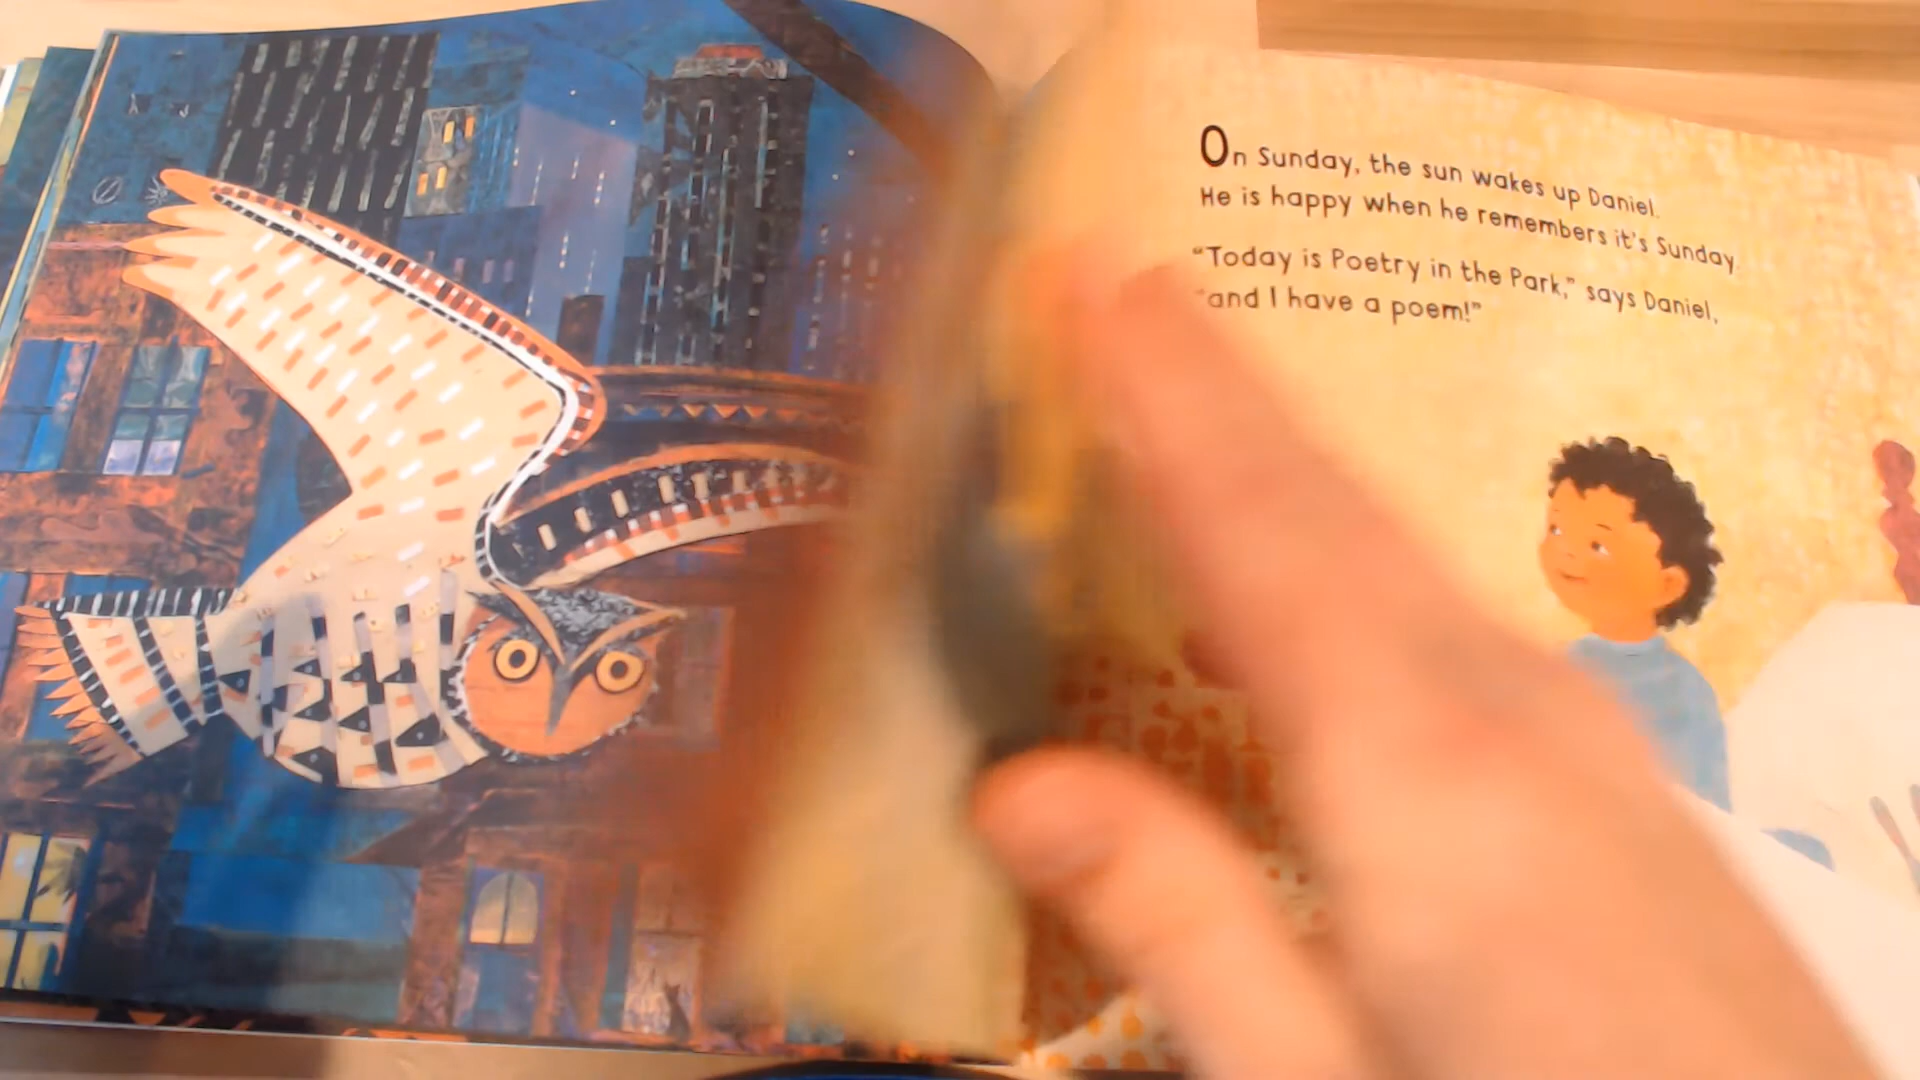 On Sunday, the sun wakes up Daniel.
He is happy when he remembers it's Sunday.
“Today is Poetry in the Park,” says Daniel,
“and I have a poem!”